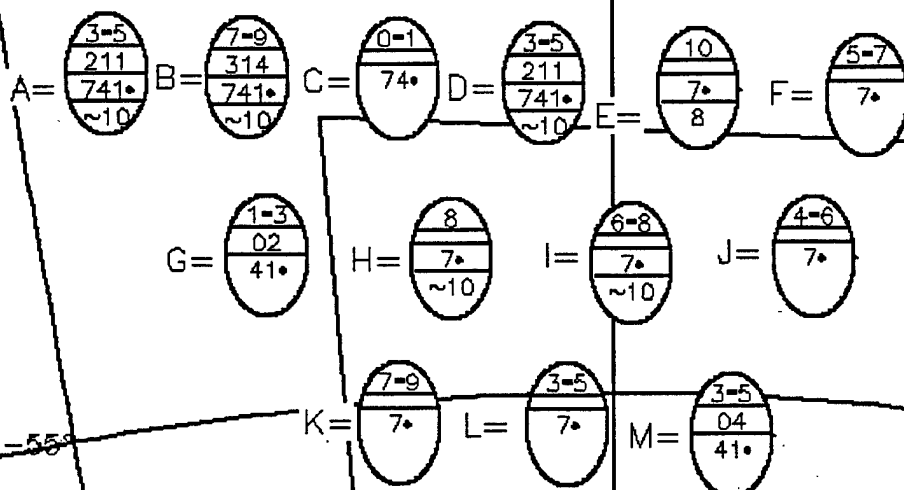 A= 3-5 211 741• ~10
B= 7-9 314 741• ~10
C= 0-1 74•
D= 3-5 211 741• ~10
E= 10 7• 8
F= 5-7 7•
G= 1-3 02 41•
H= 8 7• ~10
I= 6-8 7• ~10
J= 4-6 7•
K= 7-9 7•
L= 3-5 7•
M= 3-5 04 41•
-55°